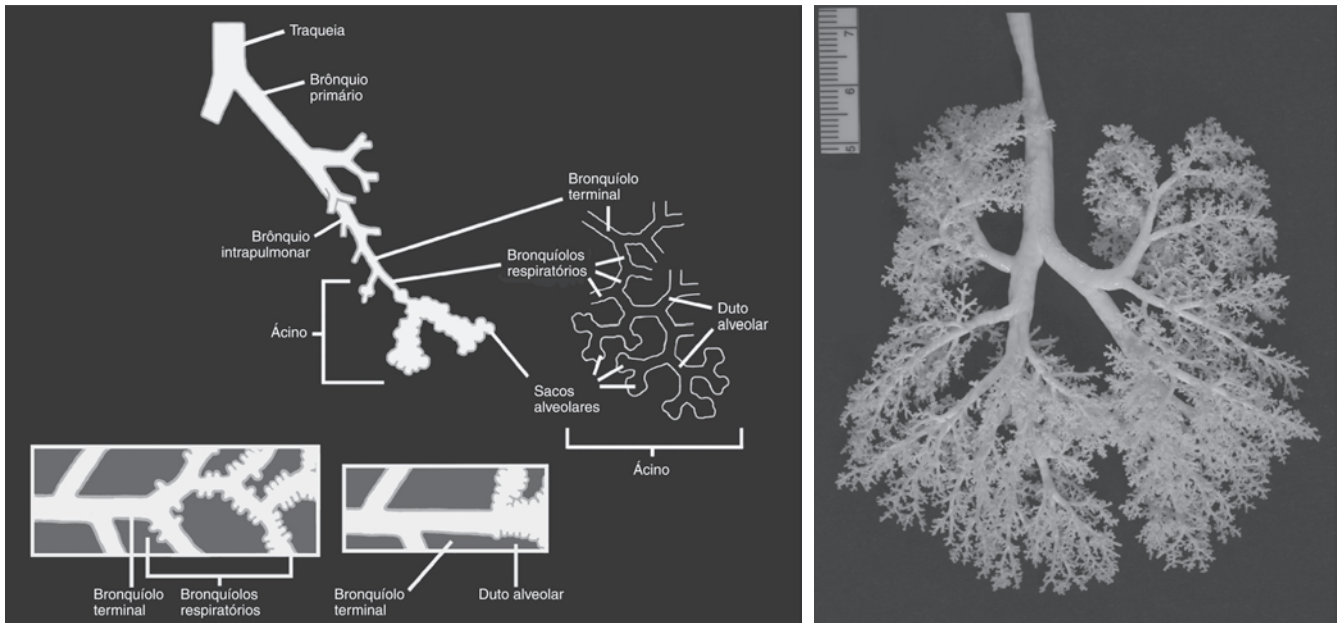 Traqueia
Brônquio
primário
Bronquíolo
terminal
Brônquio
intrapulmonar
Bronquíolos
respiratórios
Duto
alveolar
Ácino
Sacos
alveolares
Ácino
Bronquíolo
terminal
Bronquíolos
respiratórios
Bronquíolo
terminal
Duto alveolar
7
6
5